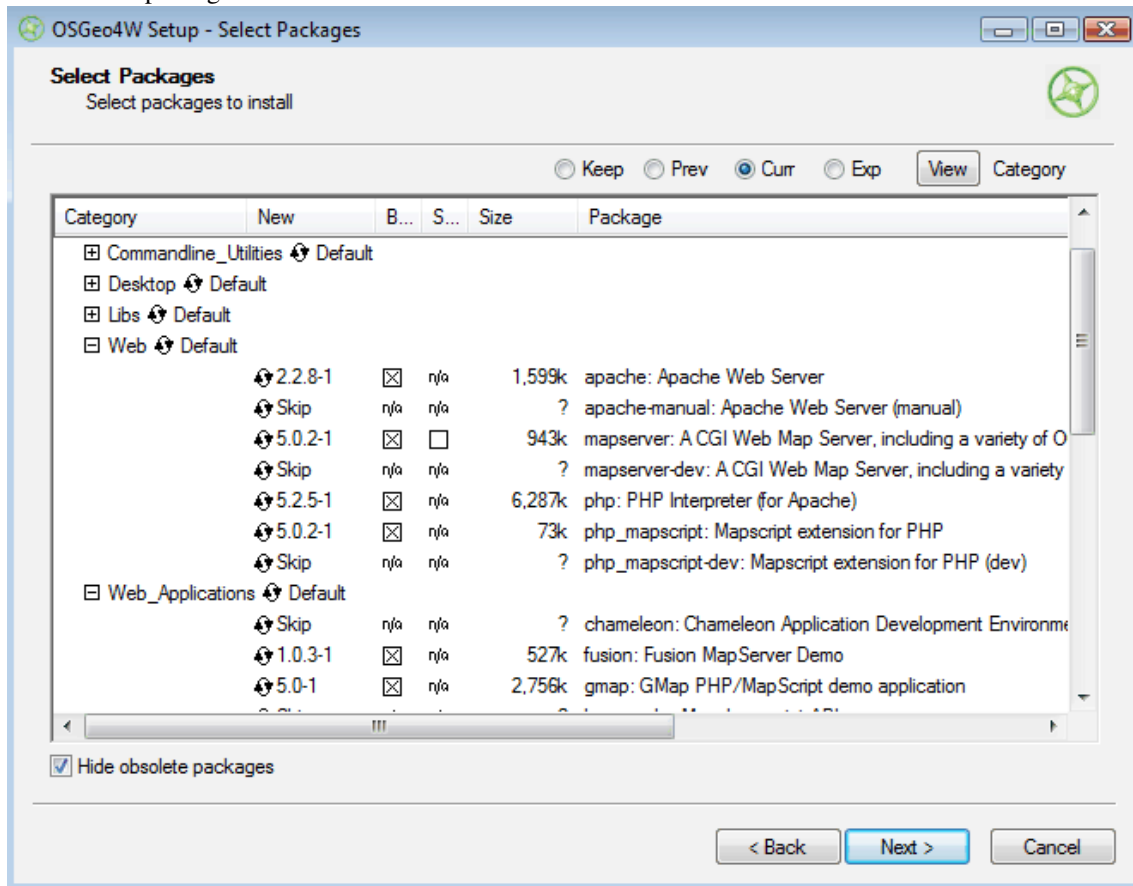 OSGeo4W Setup - Select Packages
Select Packages
Select packages to install
Keep Prev Curr Exp View Category
Category New B... S... Size Package
Commandline_Utilities Default
Desktop Default
Libs Default
Web Default
2.2.8-1 1,599k apache: Apache Web Server
Skip n/a n/a ? apache-manual: Apache Web Server (manual)
5.0.2-1 943k mapserver: A CGI Web Map Server, including a variety of O
Skip n/a n/a ? mapserver-dev: A CGI Web Map Server, including a variety
5.2.5-1 n/a 6,287k php: PHP Interpreter (for Apache)
5.0.2-1 n/a 73k php_mapscript: Mapscript extension for PHP
Skip n/a n/a ? php_mapscript-dev: Mapscript extension for PHP (dev)
Web_Applications Default
Skip n/a n/a ? chameleon: Chameleon Application Development Environme
1.0.3-1 n/a 527k fusion: Fusion MapServer Demo
5.0-1 n/a 2,756k gmap: GMap PHP/MapScript demo application
Hide obsolete packages
< Back Next > Cancel